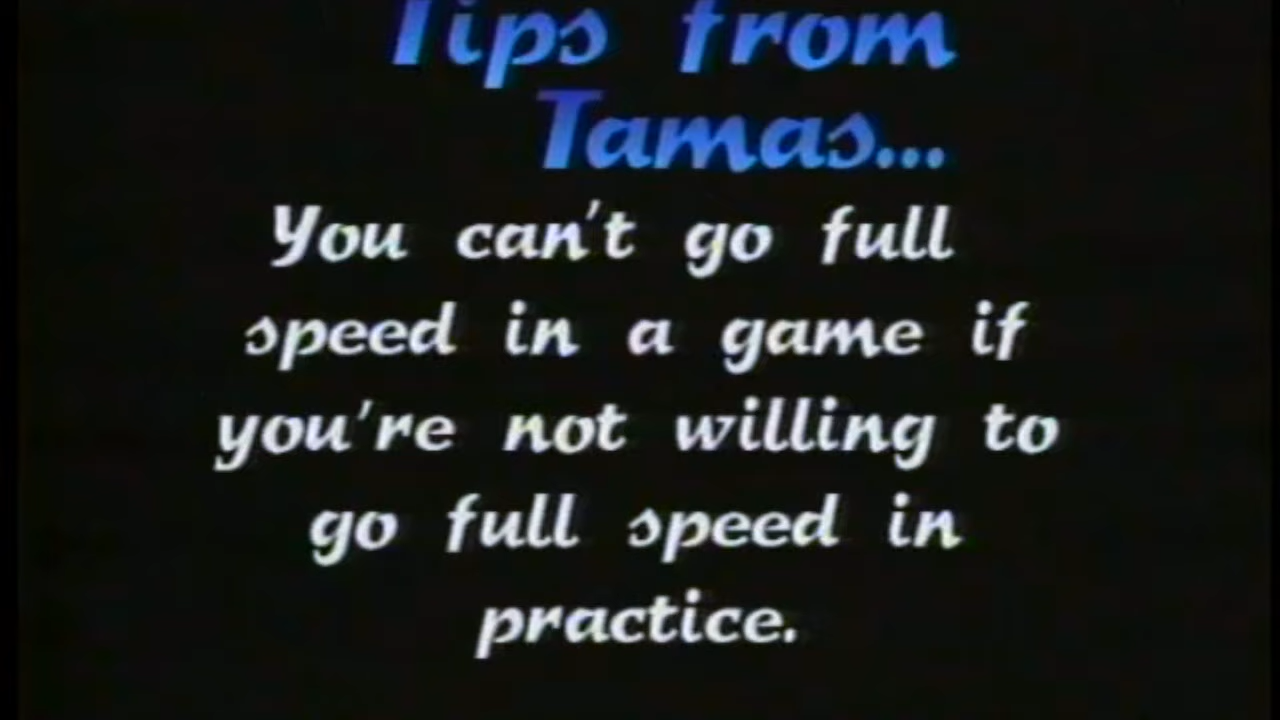 Tips from
Tamas...
You can't go full
speed in a game if
you're not willing to
go full speed in
practice.